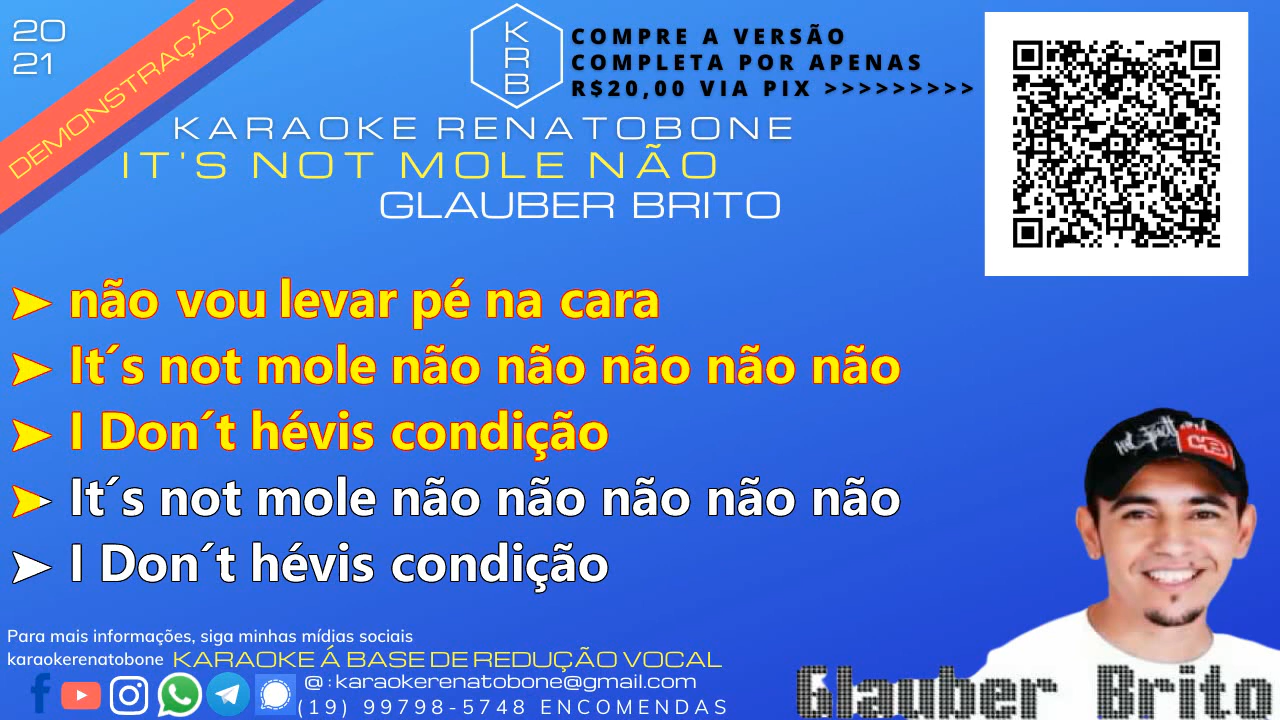 20
21
DEMONSTRAÇÃO
K
R
B
COMPRE A VERSÃO
COMPLETA POR APENAS
R$20,00 VIA PIX >>>>>>>>>
KARAOKE RENATOBONE
IT'S NOT MOLE NÃO
GLAUBER BRITO
➤ não vou levar pé na cara
➤ It´s not mole não não não não não
➤ I Don´t hévis condição
➤ It´s not mole não não não não não
➤ I Don´t hévis condição
Para mais informações, siga minhas mídias sociais
karaokerenatobone KARAOKE Á BASE DE REDUÇÃO VOCAL
@:karaokerenatobone@gmail.com
(19) 99798-5748 ENCOMENDAS
Glauber Brito